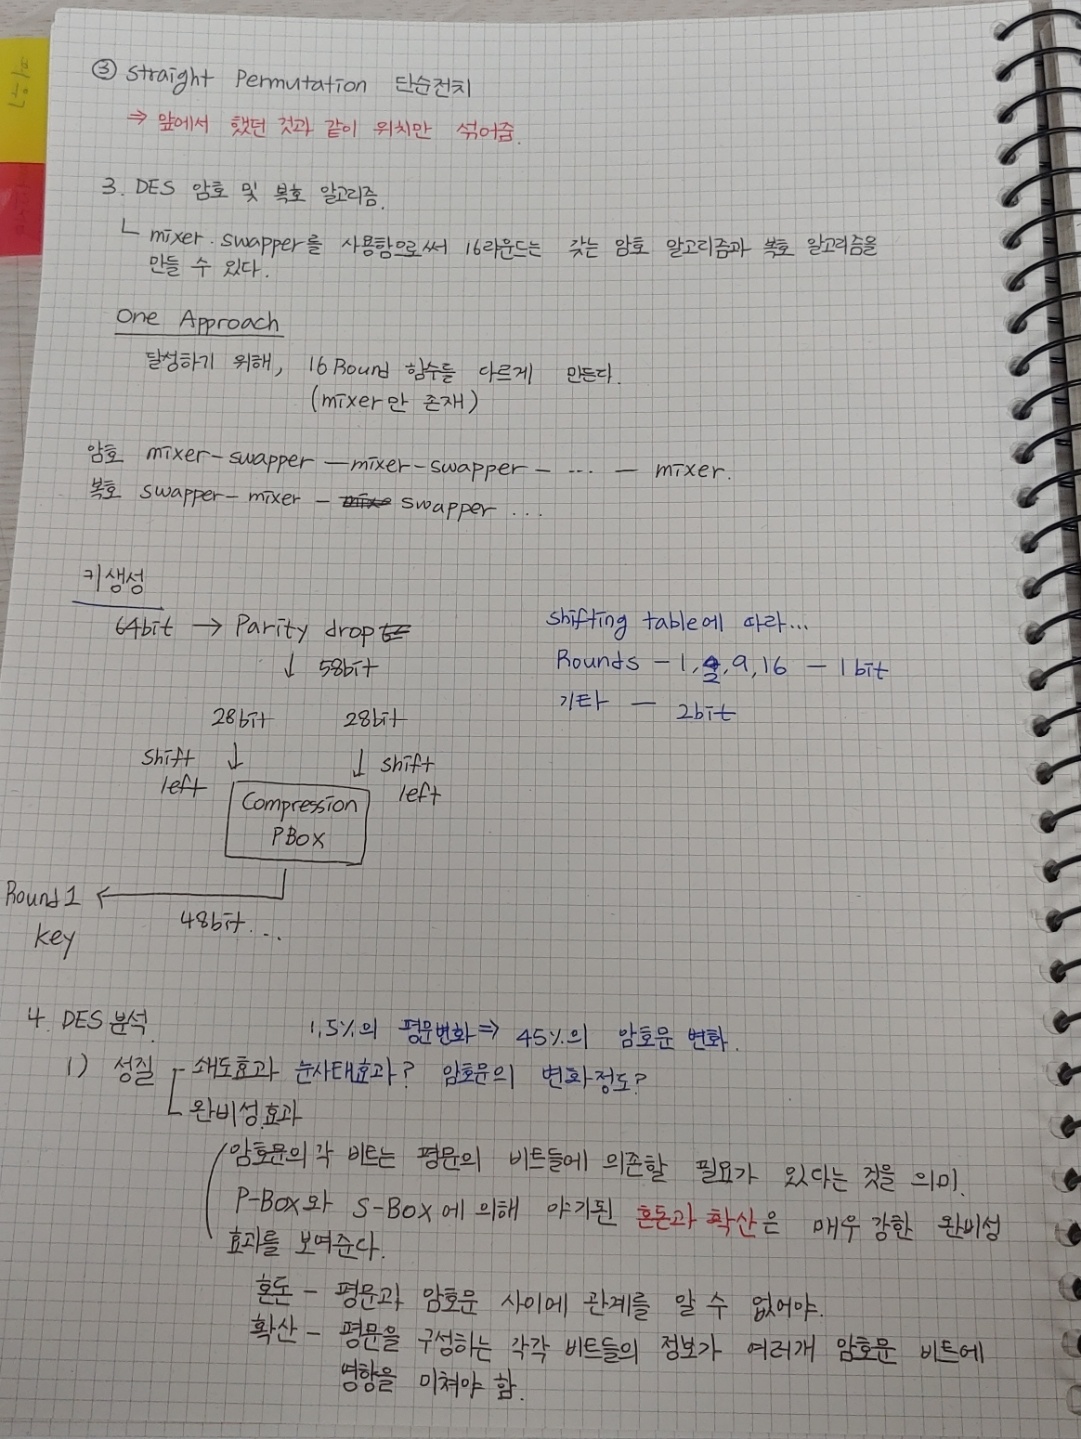 ③ Straight Permutation 단순전치
⇒ 앞에서 했던 것과 같이 위치만 섞어줌.
3. DES 암호 및 복호 알고리즘.
└ mixer. swapper를 사용함으로써 16라운드는 갖는 암호 알고리즘과 복호 알고리즘을
만들 수 있다.
One Approach
달성하기 위해, 16 Round 함수들 다르게 만든다.
(mixer만 존재)
암호 mixer-swapper-mixer-swapper- ... - mixer.
복호 swapper- mixer - swapper ...
키생성
64bit → Parity drop
↓ 58bit
28bit 28bit
shift left ↓ ↓ shift left
Compression
PBox
Round1 key ← 48bit...
shifting table에 따라...
Rounds - 1, 2, 9, 16 - 1bit
기타 - 2bit
4. DES 분석.
1.5%의 평문변화 ⇒ 45%의 암호문 변화.
1) 성질 - 쇄도효과 눈사태효과? 암호문의 변화정도?
└ 완비성효과
암호문의 각 비트는 평문의 비트들에 의존할 필요가 있다는 것을 의미.
P-Box와 S-Box에 의해 야기된 혼돈과 확산은 매우 강한 완비성
효과를 보여준다.
혼돈 - 평문과 암호문 사이에 관계를 알 수 없어야.
확산 - 평문을 구성하는 각각 비트들의 정보가 여러개 암호문 비트에
영향을 미쳐야 함.